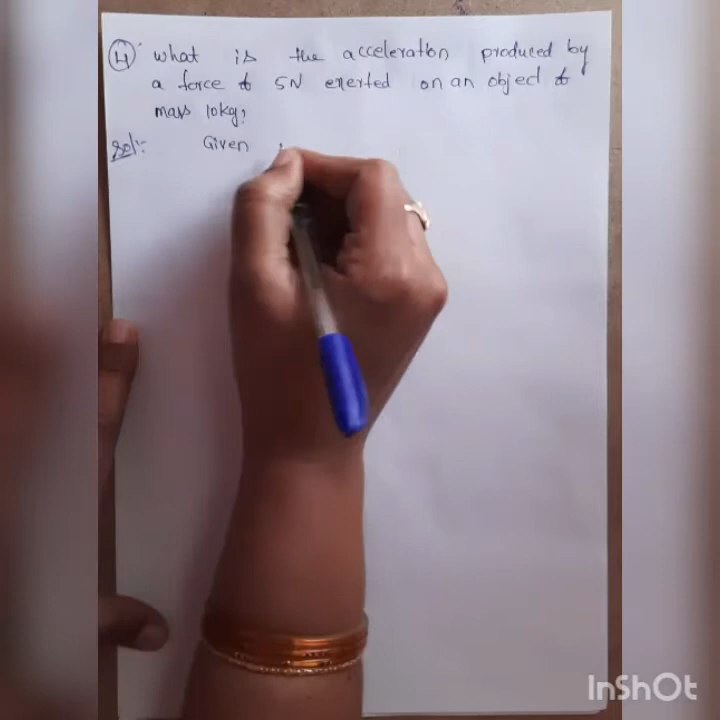 4 What is the acceleration produced by
a force of 5N exerted on an object of
mass 10kg?
Sol:- Given
InShOt